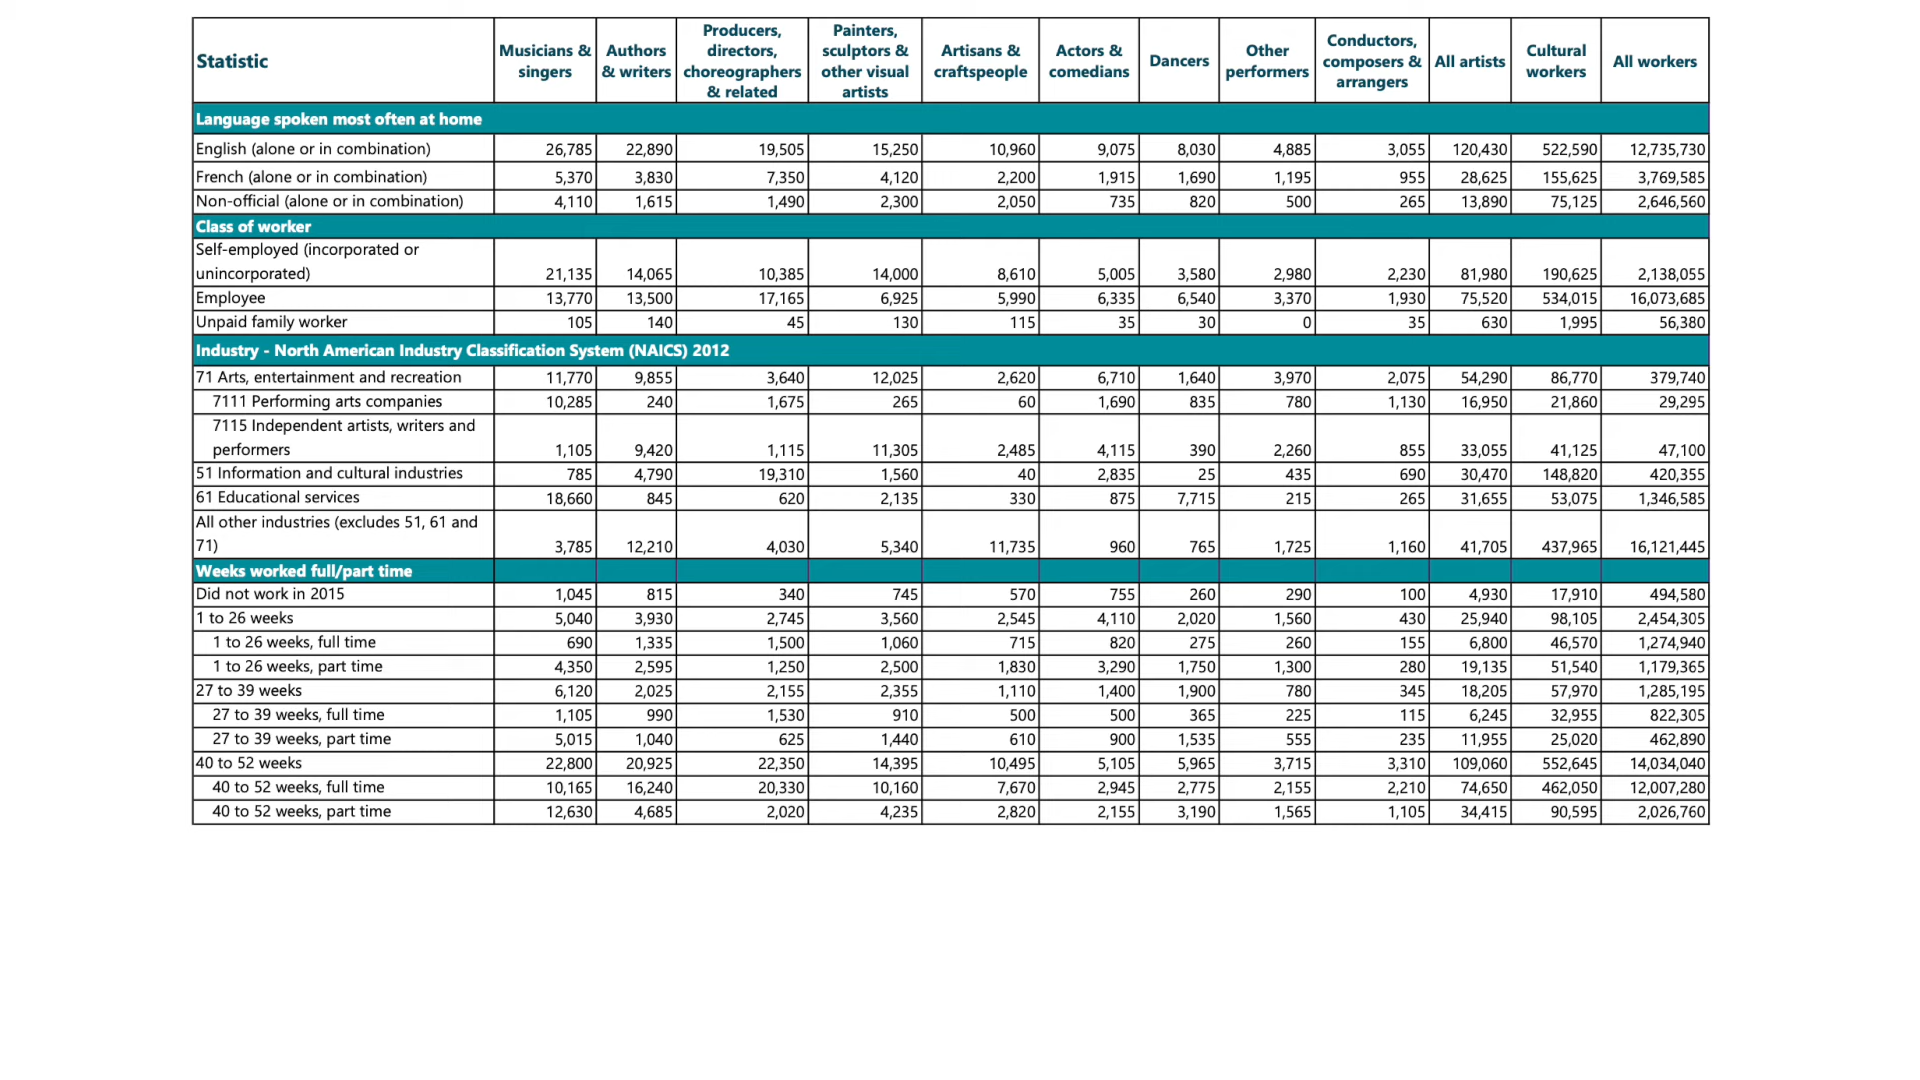 Statistic Musicians & singers Authors & writers Producers, directors, choreographers & related Painters, sculptors & other visual artists Artisans & craftspeople Actors & comedians Dancers Other performers Conductors, composers & arrangers All artists Cultural workers All workers
Language spoken most often at home
English (alone or in combination) 26,785 22,890 19,505 15,250 10,960 9,075 8,030 4,885 3,055 120,430 522,590 12,735,730
French (alone or in combination) 5,370 3,830 7,350 4,120 2,200 1,915 1,690 1,195 955 28,625 155,625 3,769,585
Non-official (alone or in combination) 4,110 1,615 1,490 2,300 2,050 735 820 500 265 13,890 75,125 2,646,560
Class of worker
Self-employed (incorporated or
unincorporated) 21,135 14,065 10,385 14,000 8,610 5,005 3,580 2,980 2,230 81,980 190,625 2,138,055
Employee 13,770 13,500 17,165 6,925 5,990 6,335 6,540 3,370 1,930 75,520 534,015 16,073,685
Unpaid family worker 105 140 45 130 115 35 30 0 35 630 1,995 56,380
Industry - North American Industry Classification System (NAICS) 2012
71 Arts, entertainment and recreation 11,770 9,855 3,640 12,025 2,620 6,710 1,640 3,970 2,075 54,290 86,770 379,740
7111 Performing arts companies 10,285 240 1,675 265 60 1,690 835 780 1,130 16,950 21,860 29,295
7115 Independent artists, writers and
performers 1,105 9,420 1,115 11,305 2,485 4,115 390 2,260 855 33,055 41,125 47,100
51 Information and cultural industries 785 4,790 19,310 1,560 40 2,835 25 435 690 30,470 148,820 420,355
61 Educational services 18,660 845 620 2,135 330 875 7,715 215 265 31,655 53,075 1,346,585
All other industries (excludes 51, 61 and
71) 3,785 12,210 4,030 5,340 11,735 960 765 1,725 1,160 41,705 437,965 16,121,445
Weeks worked full/part time
Did not work in 2015 1,045 815 340 745 570 755 260 290 100 4,930 17,910 494,580
1 to 26 weeks 5,040 3,930 2,745 3,560 2,545 4,110 2,020 1,560 430 25,940 98,105 2,454,305
1 to 26 weeks, full time 690 1,335 1,500 1,060 715 820 275 260 155 6,800 46,570 1,274,940
1 to 26 weeks, part time 4,350 2,595 1,250 2,500 1,830 3,290 1,750 1,300 280 19,135 51,540 1,179,365
27 to 39 weeks 6,120 2,025 2,155 2,355 1,110 1,400 1,900 780 345 18,205 57,970 1,285,195
27 to 39 weeks, full time 1,105 990 1,530 910 500 500 365 225 115 6,245 32,955 822,305
27 to 39 weeks, part time 5,015 1,040 625 1,440 610 900 1,535 555 235 11,955 25,020 462,890
40 to 52 weeks 22,800 20,925 22,350 14,395 10,495 5,105 5,965 3,715 3,310 109,060 552,645 14,034,040
40 to 52 weeks, full time 10,165 16,240 20,330 10,160 7,670 2,945 2,775 2,155 2,210 74,650 462,050 12,007,280
40 to 52 weeks, part time 12,630 4,685 2,020 4,235 2,820 2,155 3,190 1,565 1,105 34,415 90,595 2,026,760